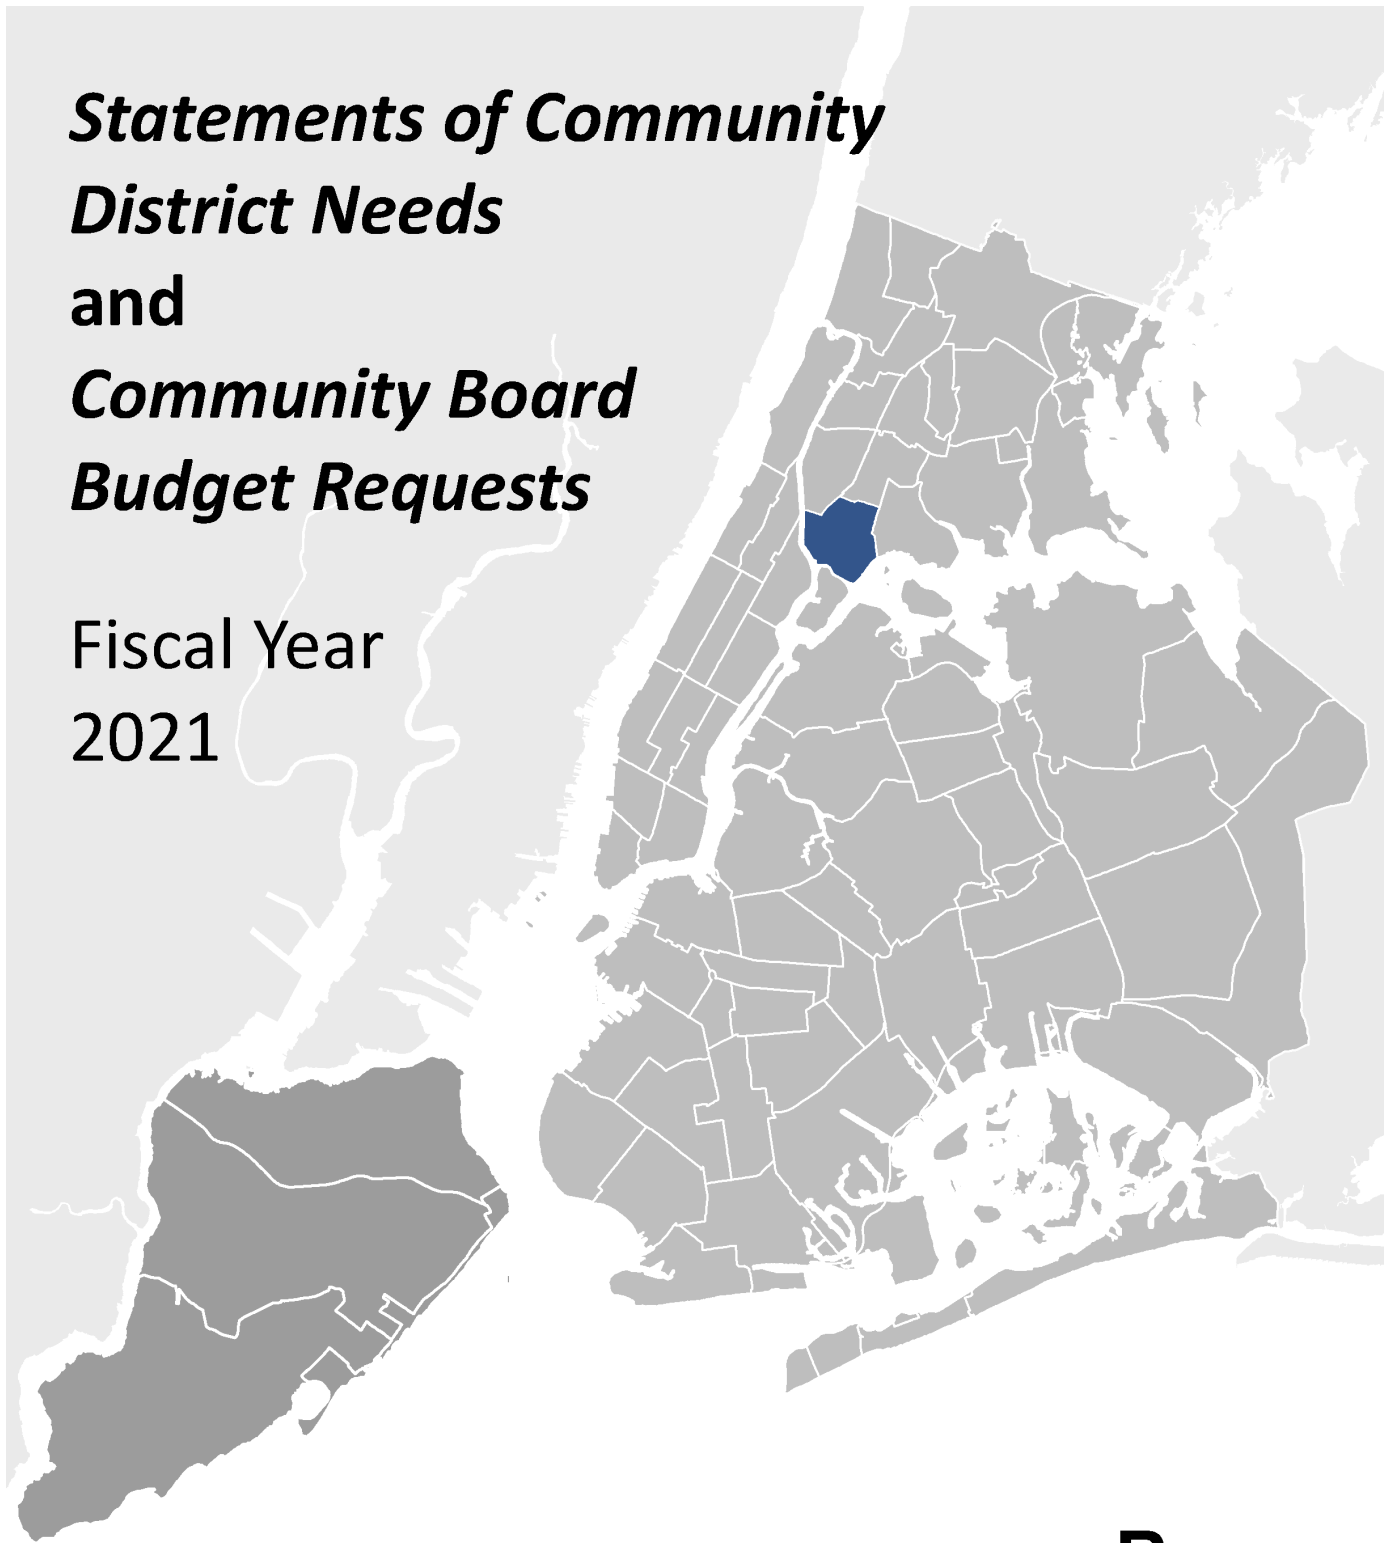 Statements of Community
District Needs
and
Community Board
Budget Requests
Fiscal Year
2021